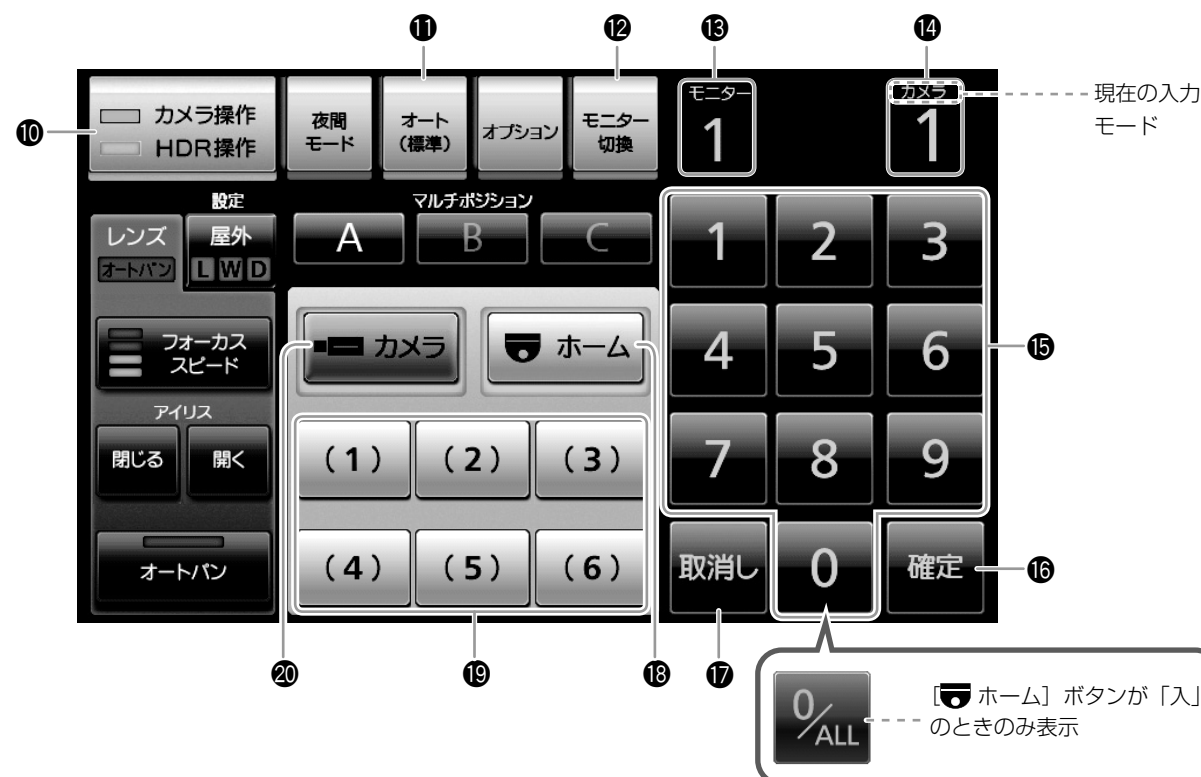 ⓫
⓬
⓭
⓮
❿
カメラ操作
HDR操作
夜間
モード
オート
(標準)
オプション
モニター
切換
モニター
1
カメラ
1
現在の入力
モード
設定
マルチポジション
レンズ
オートパン
屋外
L W D
A
B
C
1
2
3
フォーカス
スピード
カメラ
ホーム
4
5
6
⓯
アイリス
閉じる
開く
(1)
(2)
(3)
7
8
9
オートパン
(4)
(5)
(6)
取消し
0
確定
⓰
⓴
⓳
⓲
⓱
0/ALL
[ホーム]ボタンが「入」
のときのみ表示